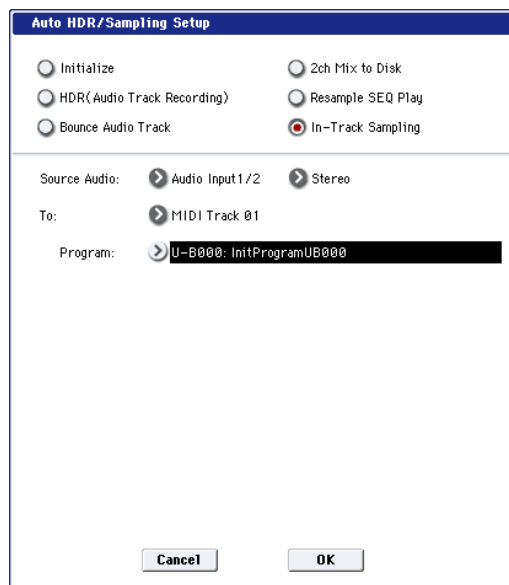 Auto HDR/Sampling Setup
Initialize
2ch Mix to Disk
HDR(Audio Track Recording)
Resample SEQ Play
Bounce Audio Track
In-Track Sampling
Source Audio: Audio Input1/2 Stereo
To: MIDI Track 01
Program: U-B000: InitProgramUB000
Cancel OK